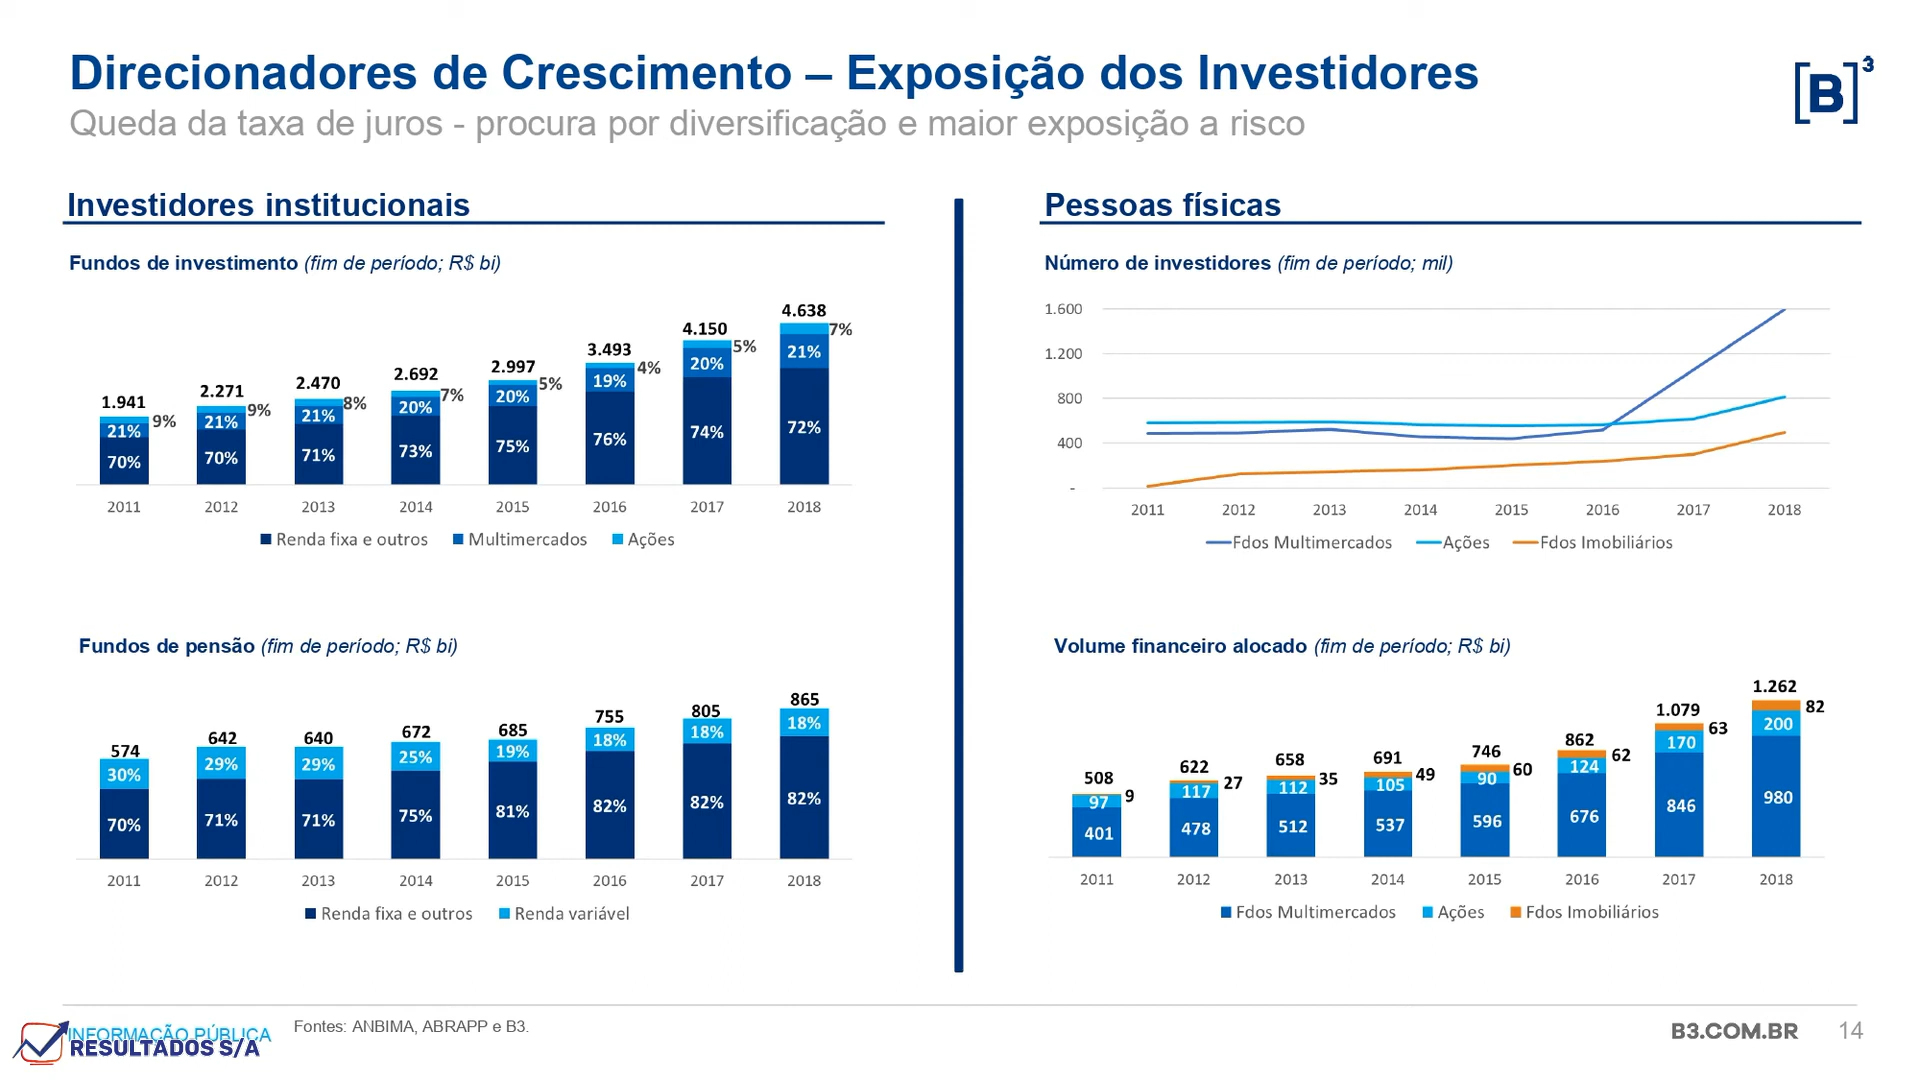 Direcionadores de Crescimento – Exposição dos Investidores
Queda da taxa de juros - procura por diversificação e maior exposição a risco
[B]³
Investidores institucionais
Fundos de investimento (fim de período; R$ bi)
1.941 2.271 2.470 2.692 2.997 3.493 4.150 4.638
9% 9% 8% 7% 5% 4% 5% 7%
21% 21% 21% 20% 20% 19% 20% 21%
70% 70% 71% 73% 75% 76% 74% 72%
2011 2012 2013 2014 2015 2016 2017 2018
Renda fixa e outros Multimercados Ações
Fundos de pensão (fim de período; R$ bi)
574 642 640 672 685 755 805 865
30% 29% 29% 25% 19% 18% 18% 18%
70% 71% 71% 75% 81% 82% 82% 82%
2011 2012 2013 2014 2015 2016 2017 2018
Renda fixa e outros Renda variável
Pessoas físicas
Número de investidores (fim de período; mil)
1.600
1.200
800
400
-
2011 2012 2013 2014 2015 2016 2017 2018
Fdos Multimercados Ações Fdos Imobiliários
Volume financeiro alocado (fim de período; R$ bi)
508 622 658 691 746 862 1.079 1.262
9 27 35 49 60 62 63 82
97 117 112 105 90 124 170 200
401 478 512 537 596 676 846 980
2011 2012 2013 2014 2015 2016 2017 2018
Fdos Multimercados Ações Fdos Imobiliários
INFORMAÇÃO PÚBLICA
RESULTADOS S/A
Fontes: ANBIMA, ABRAPP e B3.
B3.COM.BR 14